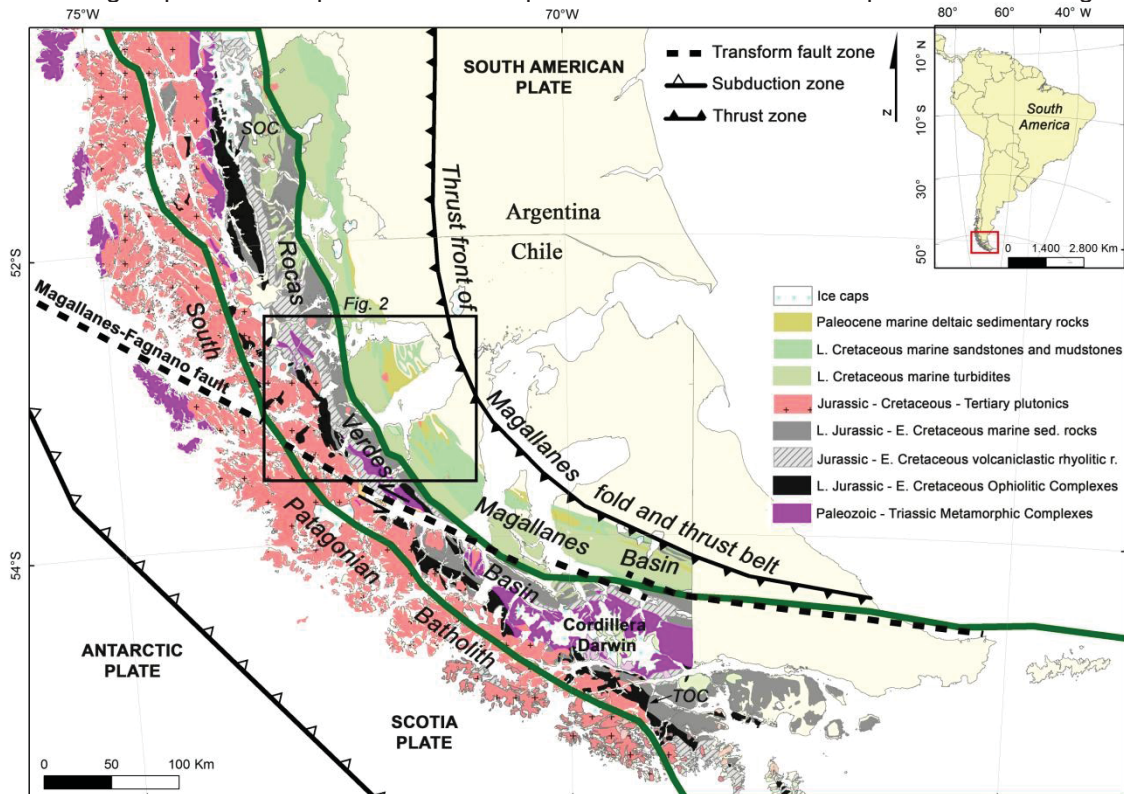 75°W
70°W
80°
60°
40°
10° N
10° S
30°
50°
SOUTH AMERICAN
PLATE
Transform fault zone
Subduction zone
Thrust zone
N
South
America
0 1,400 2.800 Km
SOC
Argentina
Chile
Thrust front of
Magallanes
fold and thrust belt
52°S
Rocas
Verdes
Basin
Fig. 2
Magallanes-Fagnano fault
South
Patagonian
Batholith
Magallanes
Basin
Ice caps
Paleocene marine deltaic sedimentary rocks
L. Cretaceous marine sandstones and mudstones
L. Cretaceous marine turbidites
Jurassic - Cretaceous - Tertiary plutonics
L. Jurassic - E. Cretaceous marine sed. rocks
Jurassic - E. Cretaceous volcaniclastic rhyolitic r.
L. Jurassic - E. Cretaceous Ophiolitic Complexes
Paleozoic - Triassic Metamorphic Complexes
54°S
Cordillera
Darwin
TOC
ANTARCTIC
PLATE
SCOTIA
PLATE
0 50 100 Km